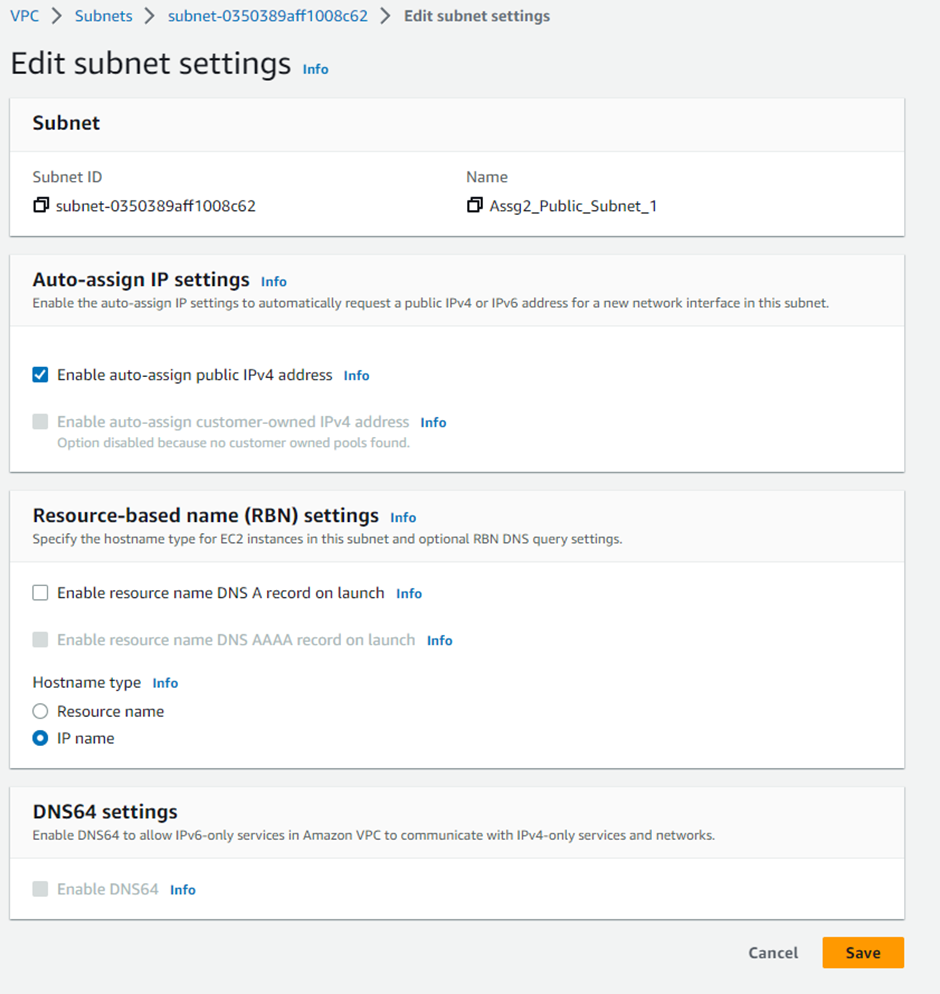 VPC > Subnets > subnet-0350389aff1008c62 > Edit subnet settings
Edit subnet settings Info
Subnet
Subnet ID
Name
subnet-0350389aff1008c62
Assg2_Public_Subnet_1
Auto-assign IP settings Info
Enable the auto-assign IP settings to automatically request a public IPv4 or IPv6 address for a new network interface in this subnet.
Enable auto-assign public IPv4 address Info
Enable auto-assign customer-owned IPv4 address Info
Option disabled because no customer owned pools found.
Resource-based name (RBN) settings Info
Specify the hostname type for EC2 instances in this subnet and optional RBN DNS query settings.
Enable resource name DNS A record on launch Info
Enable resource name DNS AAAA record on launch Info
Hostname type Info
Resource name
IP name
DNS64 settings
Enable DNS64 to allow IPv6-only services in Amazon VPC to communicate with IPv4-only services and networks.
Enable DNS64 Info
Cancel
Save